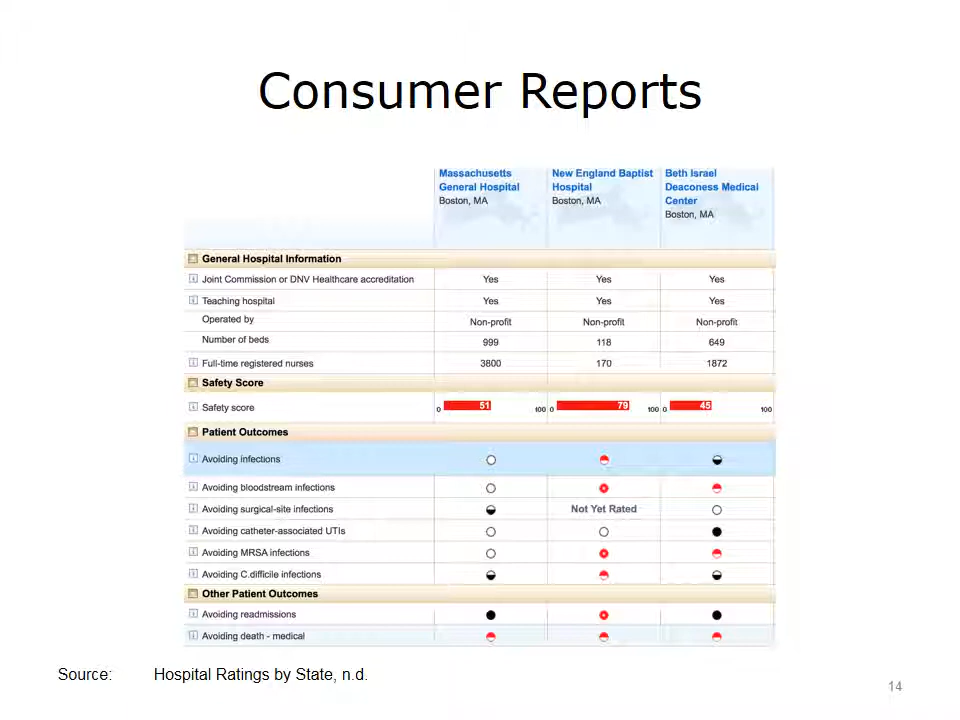 Consumer Reports
Massachusetts General Hospital
Boston, MA
New England Baptist Hospital
Boston, MA
Beth Israel Deaconess Medical Center
Boston, MA
General Hospital Information
Joint Commission or DNV Healthcare accreditation Yes Yes Yes
Teaching hospital Yes Yes Yes
Operated by Non-profit Non-profit Non-profit
Number of beds 999 118 649
Full-time registered nurses 3800 170 1872
Safety Score
Safety score 0 51 100 0 79 100 0 45 100
Patient Outcomes
Avoiding infections
Avoiding bloodstream infections
Avoiding surgical-site infections Not Yet Rated
Avoiding catheter-associated UTIs
Avoiding MRSA infections
Avoiding C.difficile infections
Other Patient Outcomes
Avoiding readmissions
Avoiding death - medical
Source: Hospital Ratings by State, n.d.
14